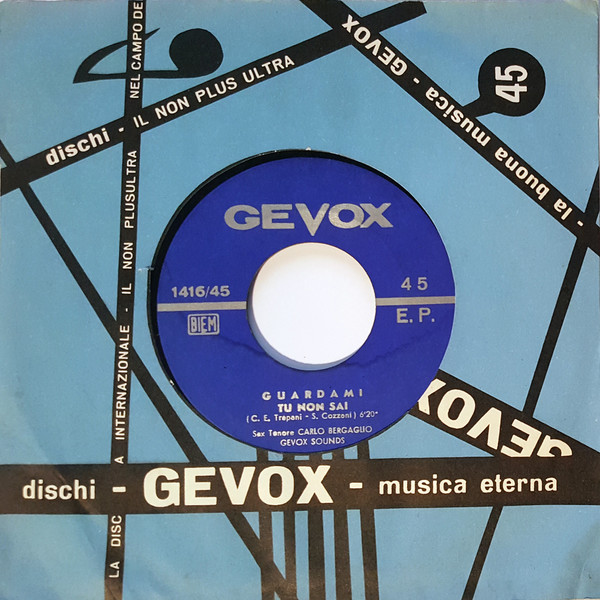 dischi - IL NON PLUS ULTRA
LA DISC A INTERNAZIONALE - IL NON PLUSULTRA NEL CAMPO DE
- la buona musica - GEVOX
45
GEVOX
1416/45
45
BIEM
E. P.
GUARDAMI
TU NON SAI
(C. E. Trapani - S. Cozzani) 6'20"
Sax Tenore CARLO BERGAGLIO
GEVOX SOUNDS
GEVOX
dischi - GEVOX - musica eterna